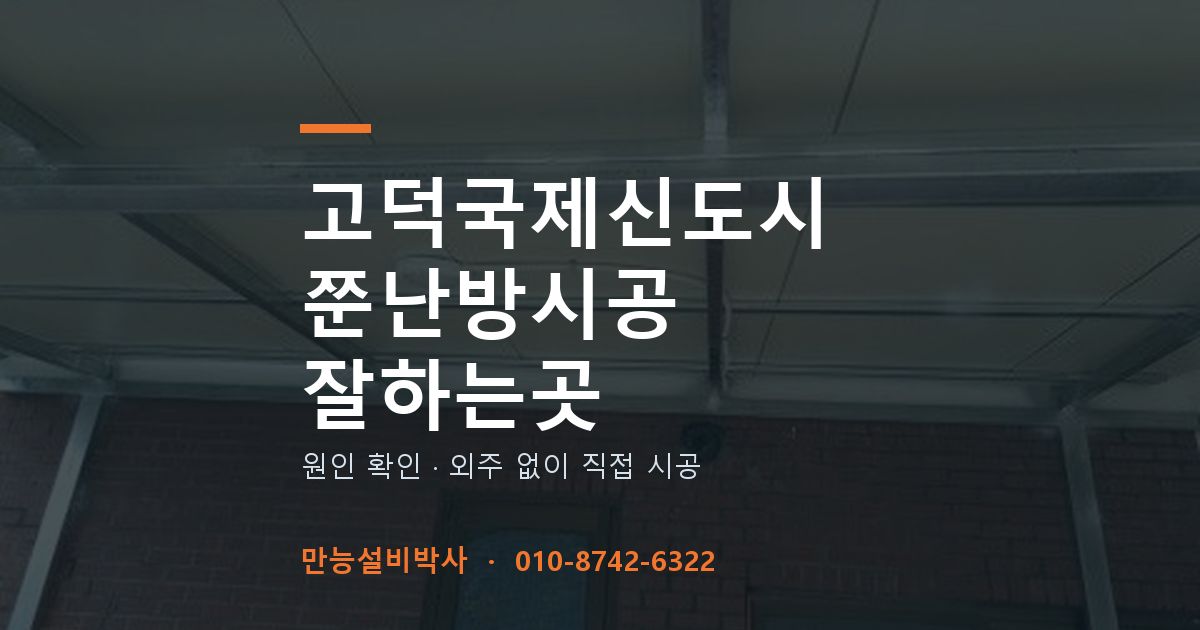 고덕국제신도시
쭌난방시공
잘하는곳
원인 확인 · 외주 없이 직접 시공
만능설비박사 · 010-8742-6322